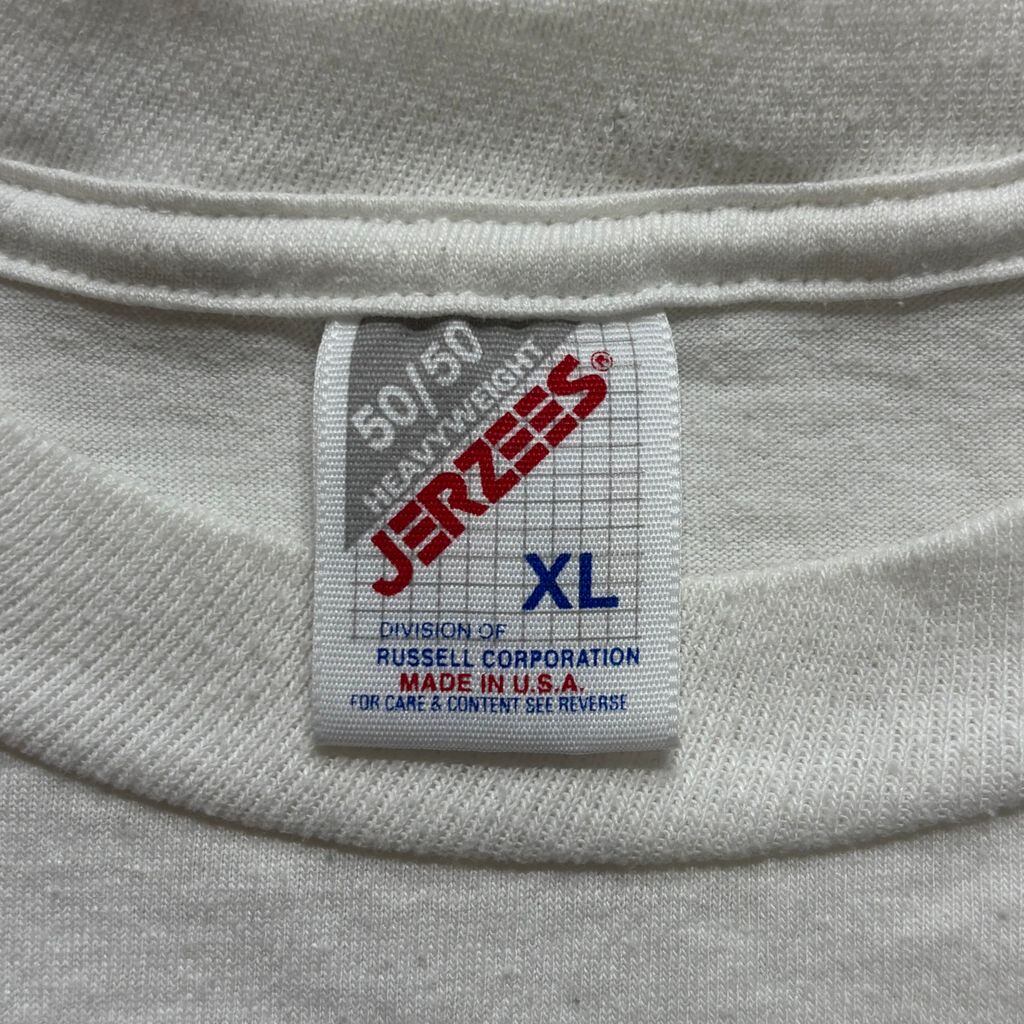 50/50
HEAVYWEIGHT
JERZEES®
XL
DIVISION OF
RUSSELL CORPORATION
MADE IN U.S.A.
FOR CARE & CONTENT SEE REVERSE